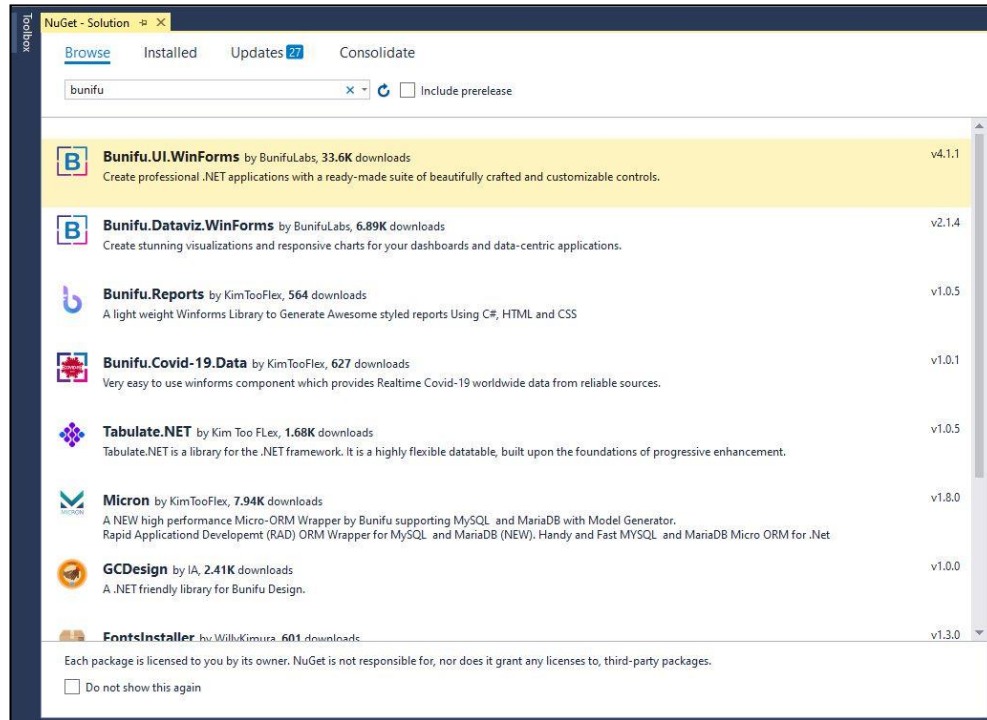 Toolbox
NuGet - Solution
Browse Installed Updates 27 Consolidate
bunifu Include prerelease
B Bunifu.UI.WinForms by BunifuLabs, 33.6K downloads v4.1.1
Create professional .NET applications with a ready-made suite of beautifully crafted and customizable controls.
B Bunifu.Dataviz.WinForms by BunifuLabs, 6.89K downloads v2.1.4
Create stunning visualizations and responsive charts for your dashboards and data-centric applications.
Bunifu.Reports by KimTooFlex, 564 downloads v1.0.5
A light weight Winforms Library to Generate Awesome styled reports Using C#, HTML and CSS
Bunifu.Covid-19.Data by KimTooFlex, 627 downloads v1.0.1
Very easy to use winforms component which provides Realtime Covid-19 worldwide data from reliable sources.
Tabulate.NET by Kim Too FLex, 1.68K downloads v1.0.5
Tabulate.NET is a library for the .NET framework. It is a highly flexible datatable, built upon the foundations of progressive enhancement.
Micron by KimTooFlex, 7.94K downloads v1.8.0
MICRON
A NEW high performance Micro-ORM Wrapper by Bunifu supporting MySQL and MariaDB with Model Generator.
Rapid Applicationd Developemt (RAD) ORM Wrapper for MySQL and MariaDB (NEW). Handy and Fast MYSQL and MariaDB Micro ORM for .Net
GCDesign by IA, 2.41K downloads v1.0.0
A .NET friendly library for Bunifu Design.
FontsInstaller by WillyKimura, 601 downloads v1.3.0
Each package is licensed to you by its owner. NuGet is not responsible for, nor does it grant any licenses to, third-party packages.
Do not show this again